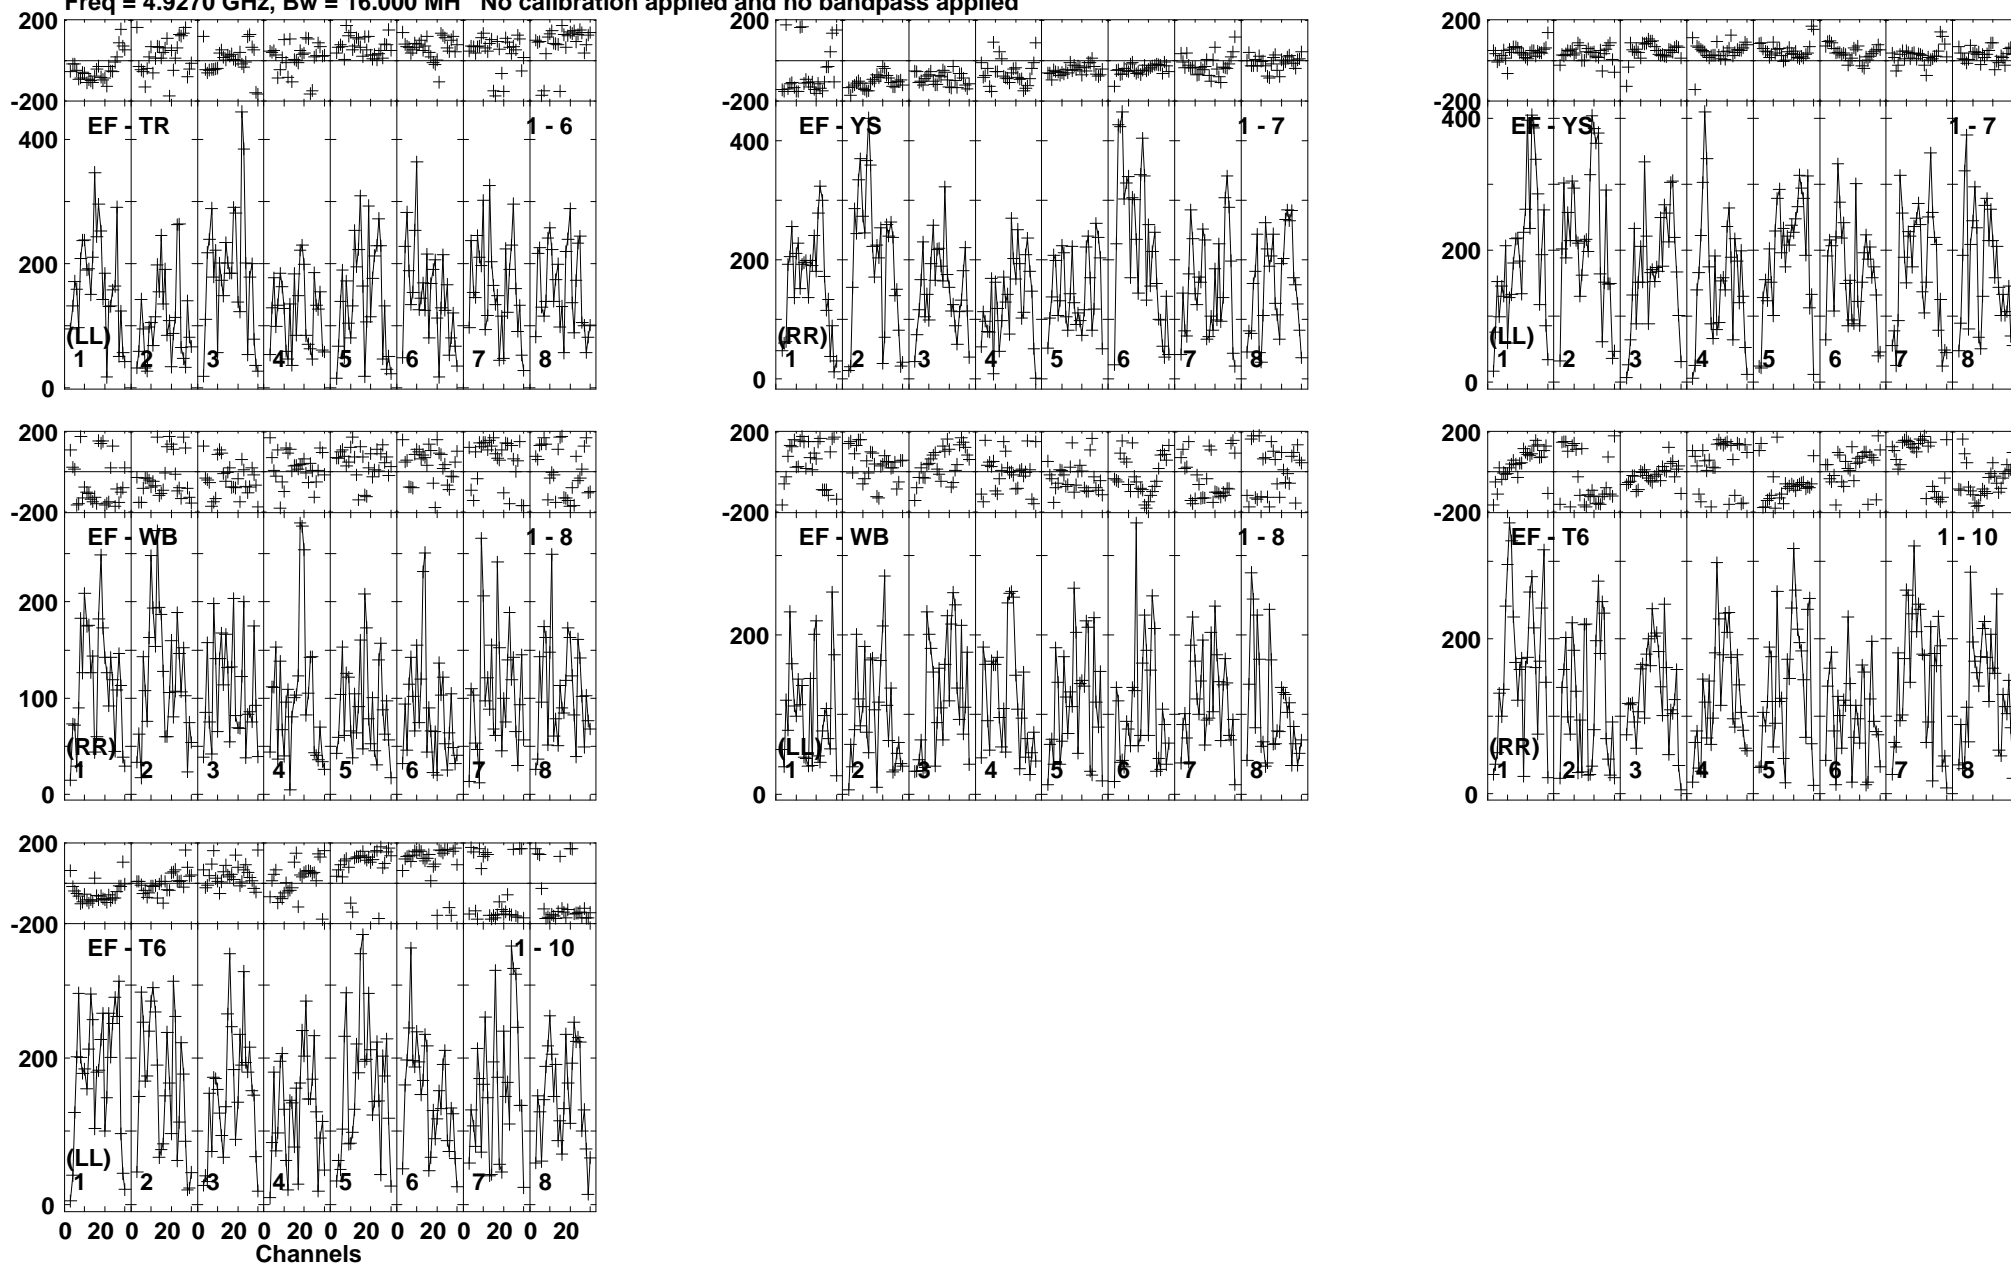 Freq = 4.9270 GHz, Bw = 16.000 MH No calibration applied and no bandpass applied
200 200 200
-200 -200 -200
EF - TR 1 - 6 EF - YS 1 - 7 EF - YS 1 - 7
400 400 400
200 200 200
(LL) (RR) (LL)
1 2 3 4 5 6 7 8 1 2 3 4 5 6 7 8 1 2 3 4 5 6 7 8
0 0 0
200 200 200
-200 -200 -200
EF - WB 1 - 8 EF - WB 1 - 8 EF - T6 1 - 10
200 200 200
100
(RR) (LL) (RR)
1 2 3 4 5 6 7 8 1 2 3 4 5 6 7 8 1 2 3 4 5 6 7 8
0 0 0
200
-200
EF - T6 1 - 10
200
(LL)
1 2 3 4 5 6 7 8
0
0 20 0 20 0 20 0 20 0 20 0 20 0 20 0 20
Channels